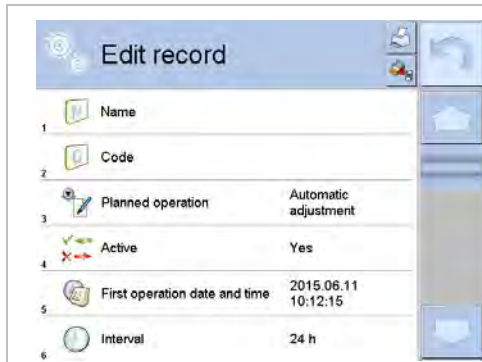 Edit record
1 Name
2 Code
3 Planned operation Automatic adjustment
4 Active Yes
5 First operation date and time 2015.06.11 10:12:15
6 Interval 24 h